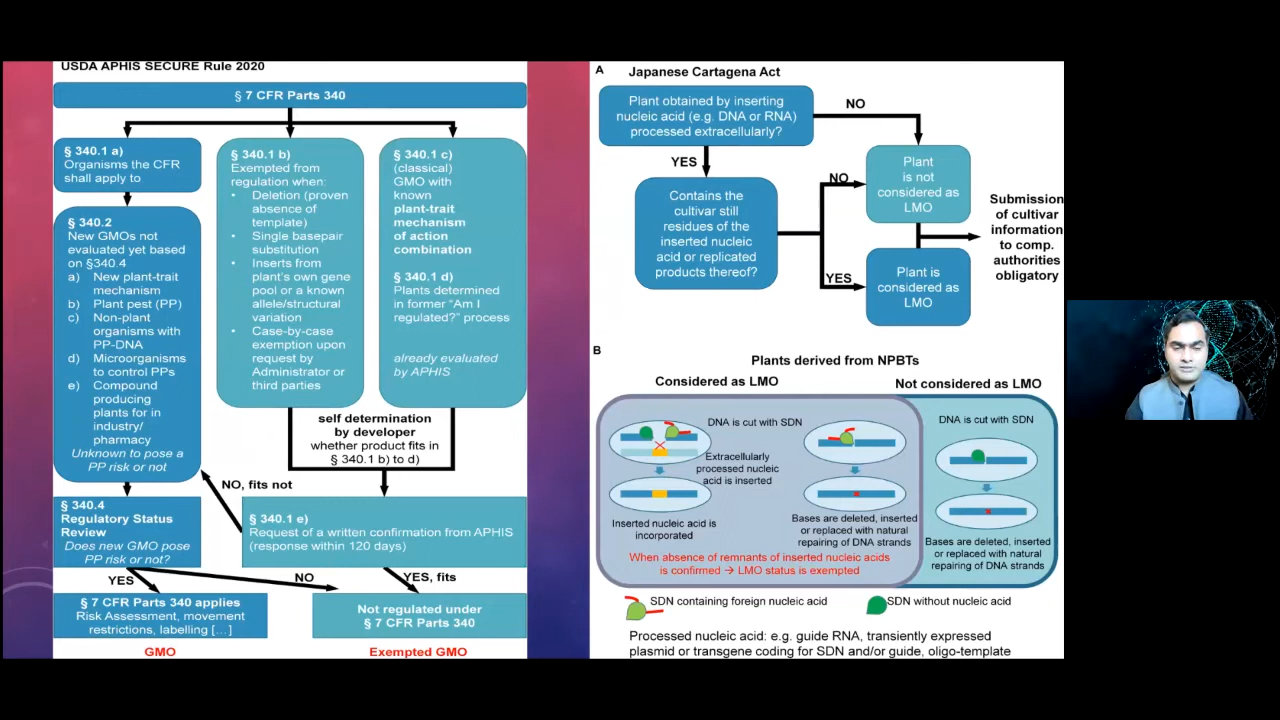 USDA APHIS SECURE Rule 2020
§ 7 CFR Parts 340
§ 340.1 a)
Organisms the CFR
shall apply to
§ 340.2
New GMOs not
evaluated yet based
on §340.4
a) New plant-trait
mechanism
b) Plant pest (PP)
c) Non-plant
organisms with
PP-DNA
d) Microorganisms
to control PPs
e) Compound
producing
plants for in
industry/
pharmacy
Unknown to pose a
PP risk or not
§ 340.1 b)
Exempted from
regulation when:
• Deletion (proven
absence of
template)
• Single basepair
substitution
• Inserts from
plant's own gene
pool or a known
allele/structural
variation
• Case-by-case
exemption upon
request by
Administrator or
third parties
§ 340.1 c)
(classical)
GMO with
known
plant-trait
mechanism
of action
combination
§ 340.1 d)
Plants determined
in former "Am I
regulated?" process
already evaluated
by APHIS
self determination
by developer
whether product fits in
§ 340.1 b) to d)
NO, fits not
§ 340.4
Regulatory Status
Review
Does new GMO pose
PP risk or not?
§ 340.1 e)
Request of a written confirmation from APHIS
(response within 120 days)
YES
NO
YES, fits
§ 7 CFR Parts 340 applies
Risk Assessment, movement
restrictions, labelling […]
Not regulated under
§ 7 CFR Parts 340
GMO
Exempted GMO
A
Japanese Cartagena Act
Plant obtained by inserting
nucleic acid (e.g. DNA or RNA)
processed extracellularly?
NO
YES
Contains the
cultivar still
residues of the
inserted nucleic
acid or replicated
products thereof?
NO
YES
Plant
is not
considered as
LMO
Plant is
considered as
LMO
Submission
of cultivar
information
to comp.
authorities
obligatory
B
Plants derived from NPBTs
Considered as LMO
Not considered as LMO
DNA is cut with SDN
Extracellularly
processed nucleic
acid is inserted
Inserted nucleic acid is
incorporated
Bases are deleted, inserted
or replaced with natural
repairing of DNA strands
When absence of remnants of inserted nucleic acids
is confirmed → LMO status is exempted
DNA is cut with SDN
Bases are deleted, inserted
or replaced with natural
repairing of DNA strands
SDN containing foreign nucleic acid
SDN without nucleic acid
Processed nucleic acid: e.g. guide RNA, transiently expressed
plasmid or transgene coding for SDN and/or guide, oligo-template